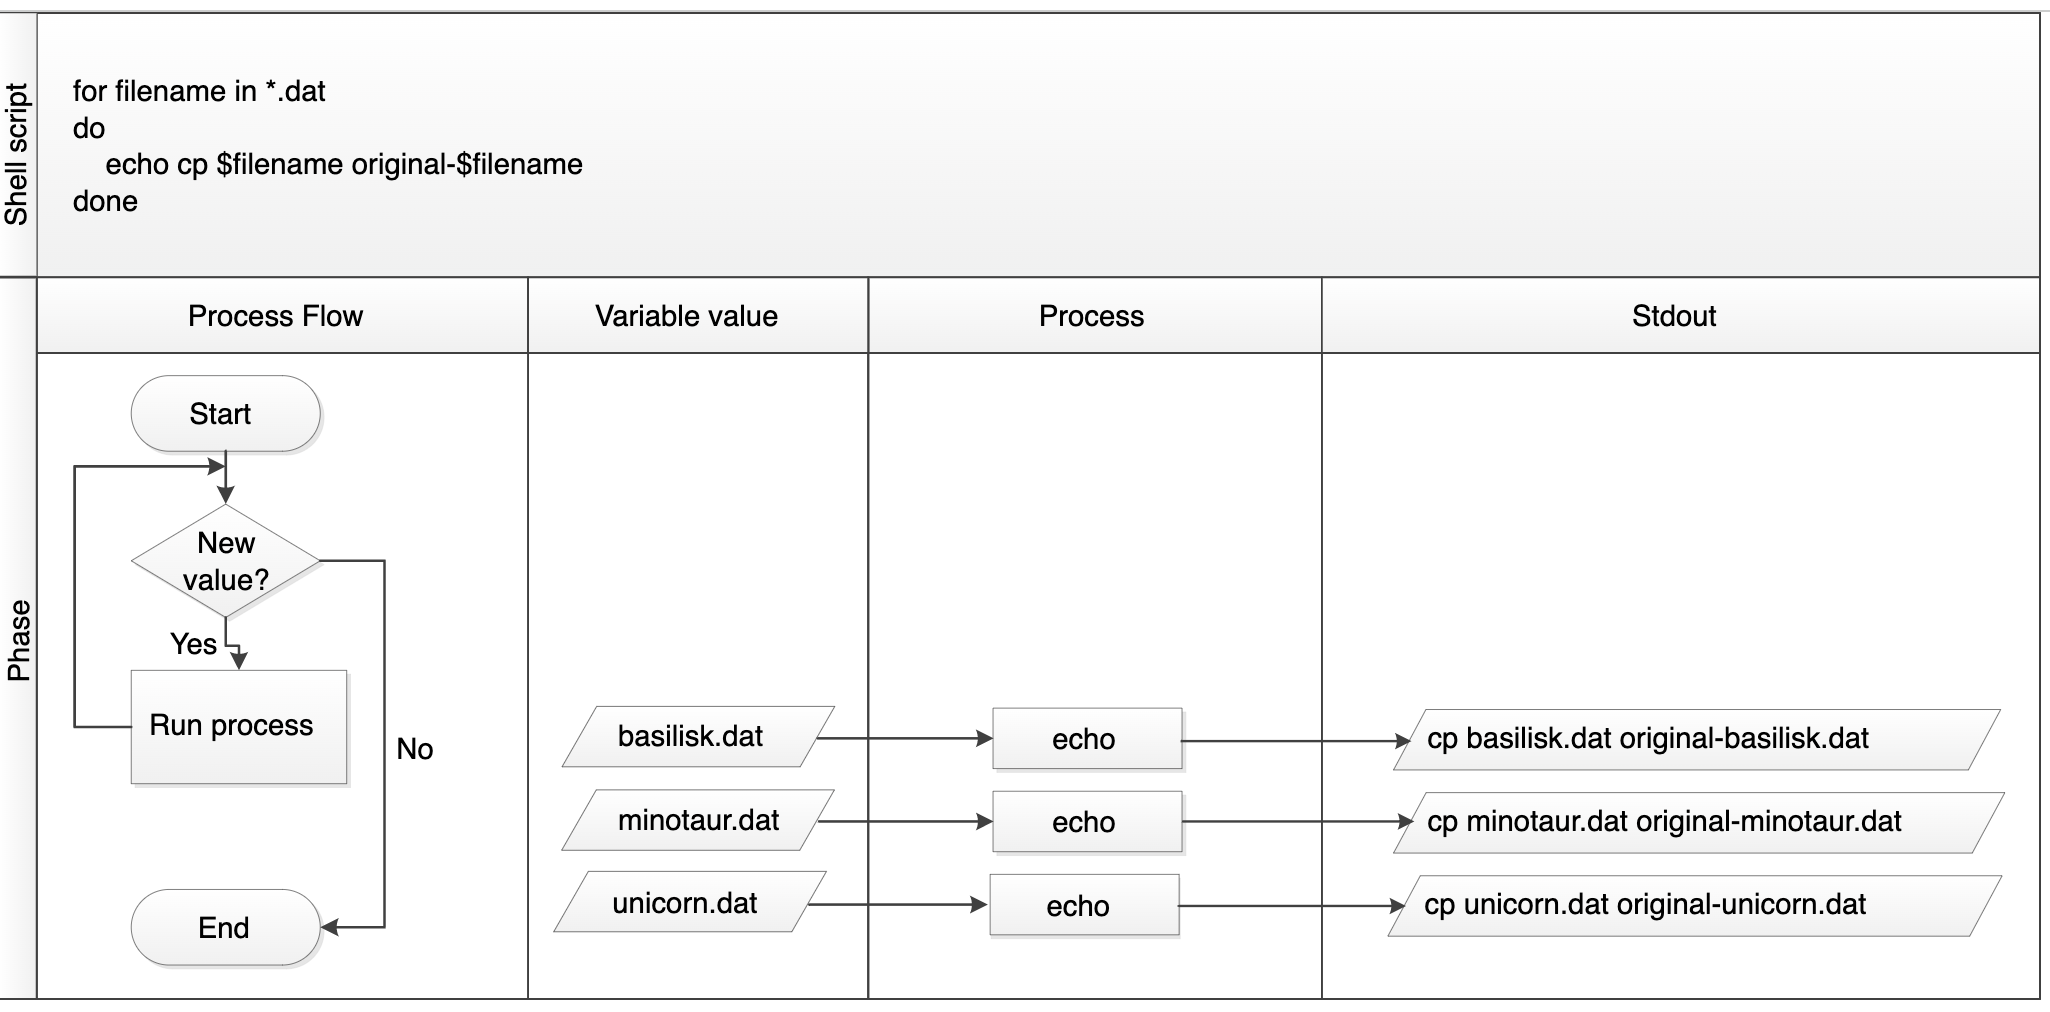 Shell script
for filename in *.dat
do
echo cp $filename original-$filename
done
Phase
Process Flow
Variable value
Process
Stdout
Start
New
value?
Yes
Run process
No
End
basilisk.dat
echo
cp basilisk.dat original-basilisk.dat
minotaur.dat
echo
cp minotaur.dat original-minotaur.dat
unicorn.dat
echo
cp unicorn.dat original-unicorn.dat